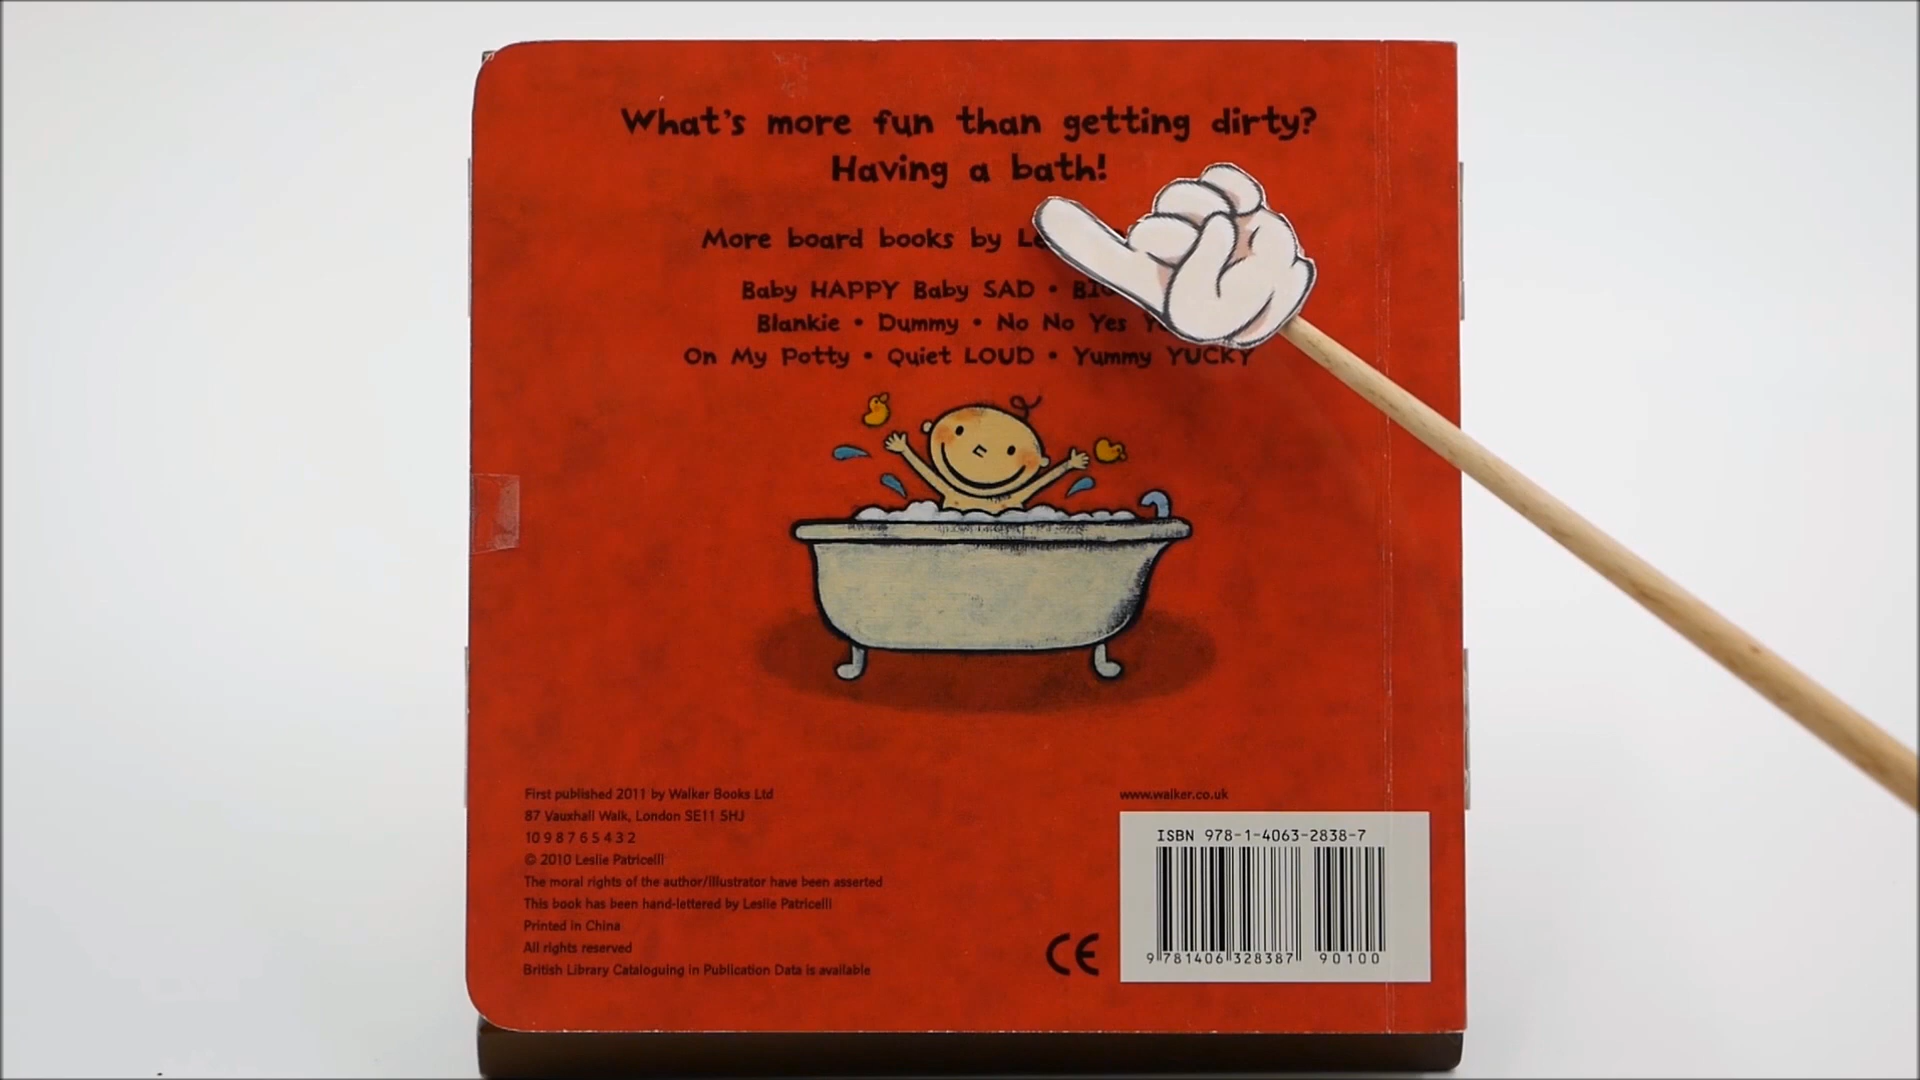 What's more fun than getting dirty?
Having a bath!
More board books by
Baby HAPPY Baby SAD •
Blankie • Dummy • No No Yes
On My Potty • Quiet LOUD • Yummy YUCKY
First published 2011 by Walker Books Ltd
87 Vauxhall Walk, London SE11 5HJ
10 9 8 7 6 5 4 3 2
© 2010 Leslie Patricelli
The moral rights of the author/illustrator have been asserted
This book has been hand-lettered by Leslie Patricelli
Printed in China
All rights reserved
British Library Cataloguing in Publication Data is available
CE
www.walker.co.uk
ISBN 978-1-4063-2838-7
9 781406 328387 90100